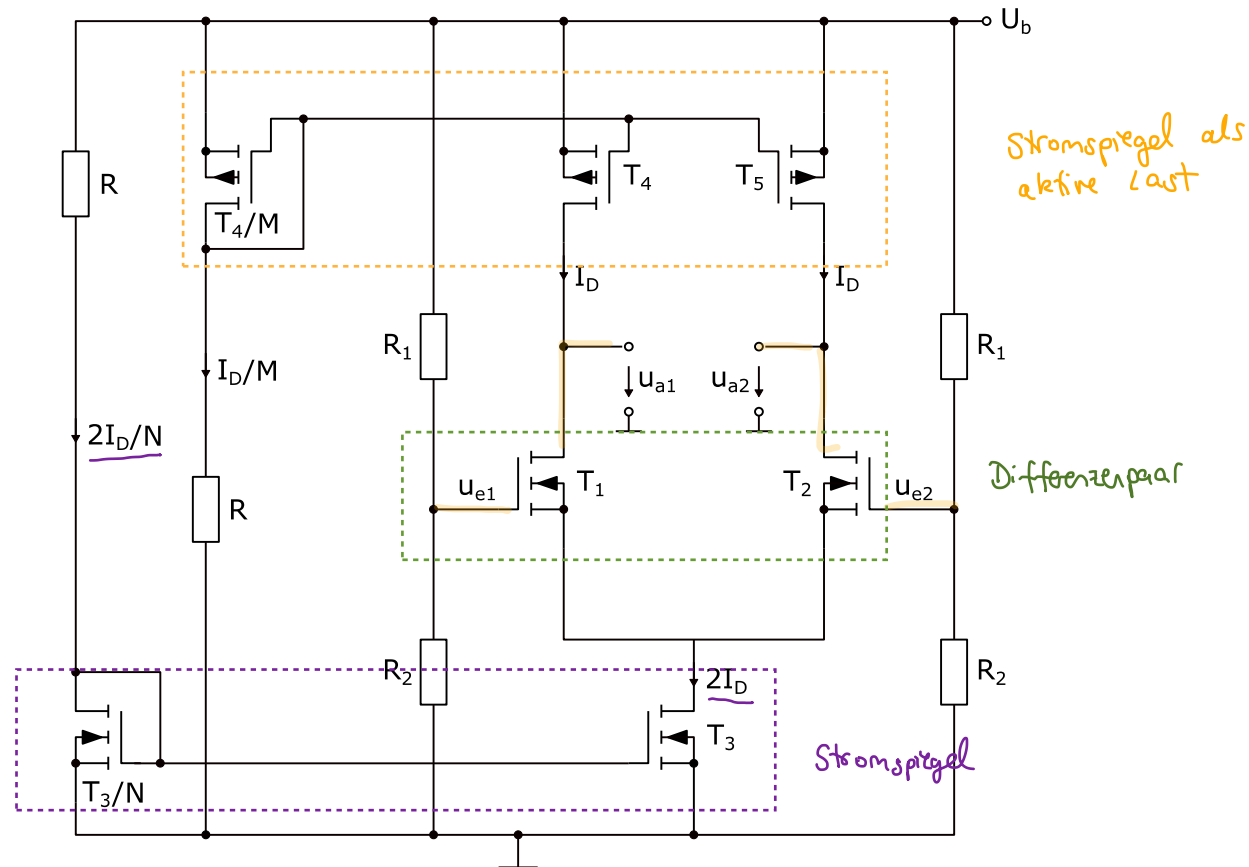 U_b
Stromspiegel als
aktive Last
R
T_4/M
T_4
T_5
I_D
I_D
R_1
R_1
I_D/M
u_a1
u_a2
2I_D/N
T_1
T_2
u_e1
u_e2
Differenzenpaar
R
R_2
R_2
2I_D
T_3
Stromspiegel
T_3/N